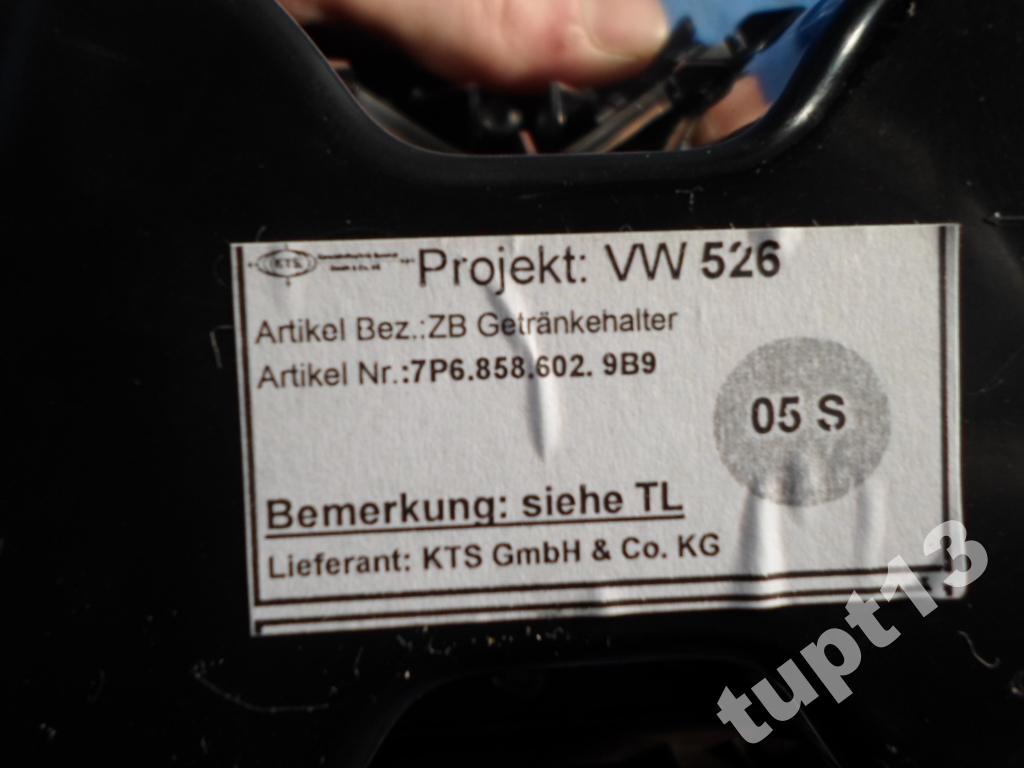 KTS
Projekt: VW 526
Artikel Bez.:ZB Getränkehalter
Artikel Nr.:7P6.858.602. 9B9
05 S
Bemerkung: siehe TL
Lieferant: KTS GmbH & Co. KG
tupt13